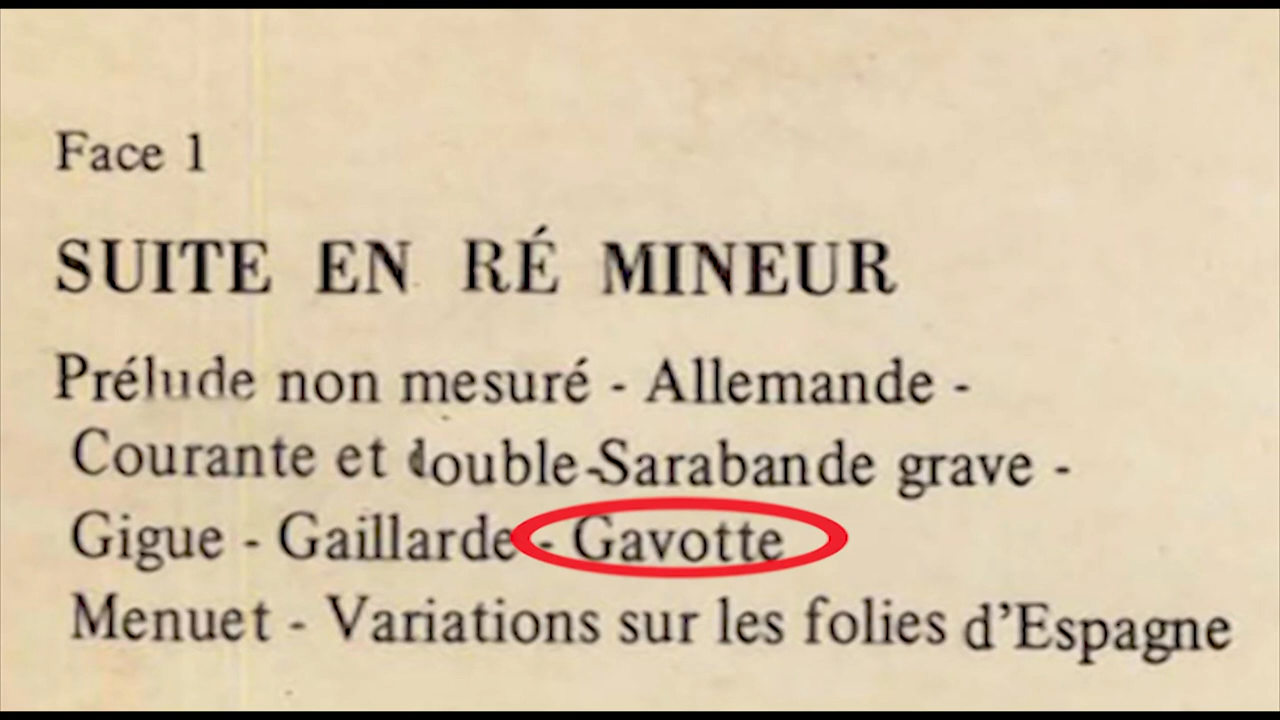 Face 1
SUITE EN RÉ MINEUR
Prélude non mesuré - Allemande -
Courante et double-Sarabande grave -
Gigue - Gaillarde - Gavotte
Menuet - Variations sur les folies d'Espagne